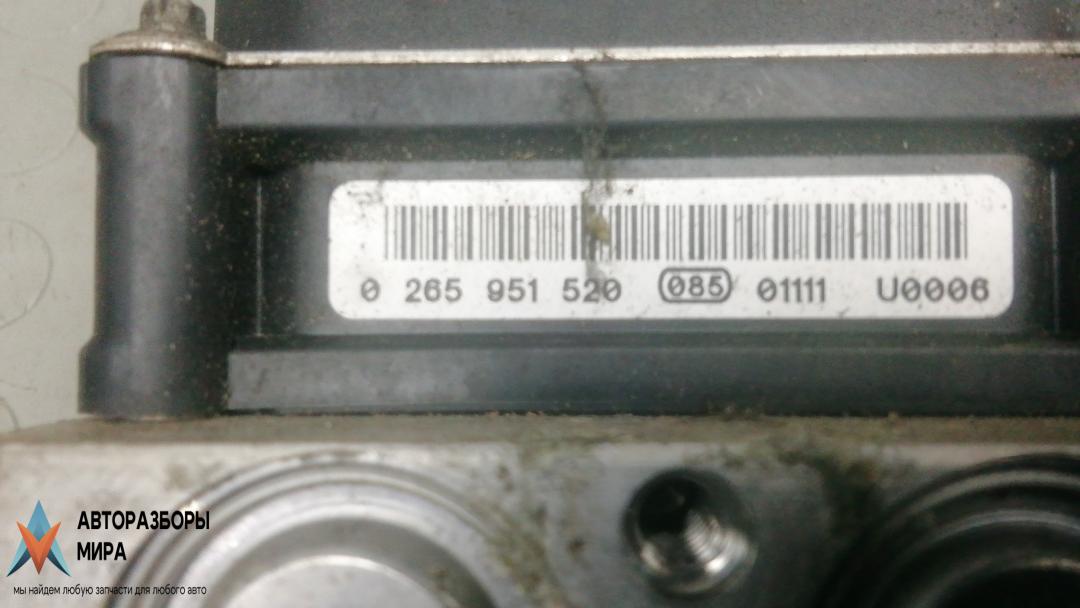 0 265 951 520 085 01111 U0006
АВТОРАЗБОРЫ
МИРА
мы найдем любую запчасти для любого авто